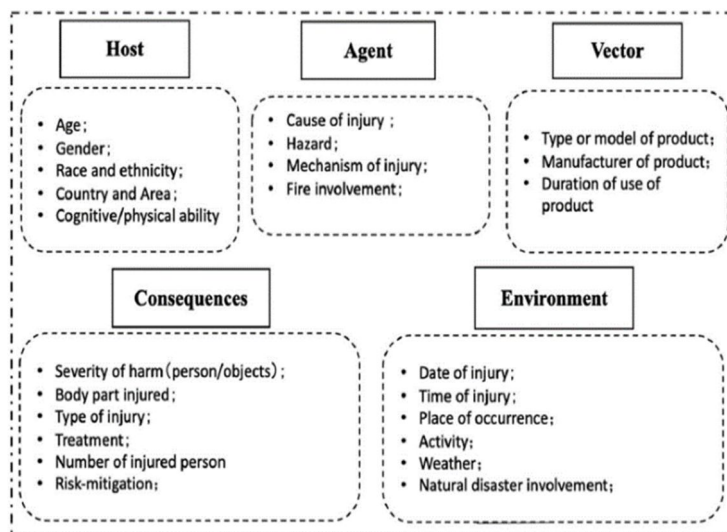 Host
• Age;
• Gender;
• Race and ethnicity;
• Country and Area;
• Cognitive/physical ability
Agent
• Cause of injury ;
• Hazard;
• Mechanism of injury;
• Fire involvement;
Vector
• Type or model of product;
• Manufacturer of product;
• Duration of use of
product
Consequences
• Severity of harm(person/objects);
• Body part injured;
• Type of injury;
• Treatment;
• Number of injured person
• Risk-mitigation;
Environment
• Date of injury;
• Time of injury;
• Place of occurrence;
• Activity;
• Weather;
• Natural disaster involvement;